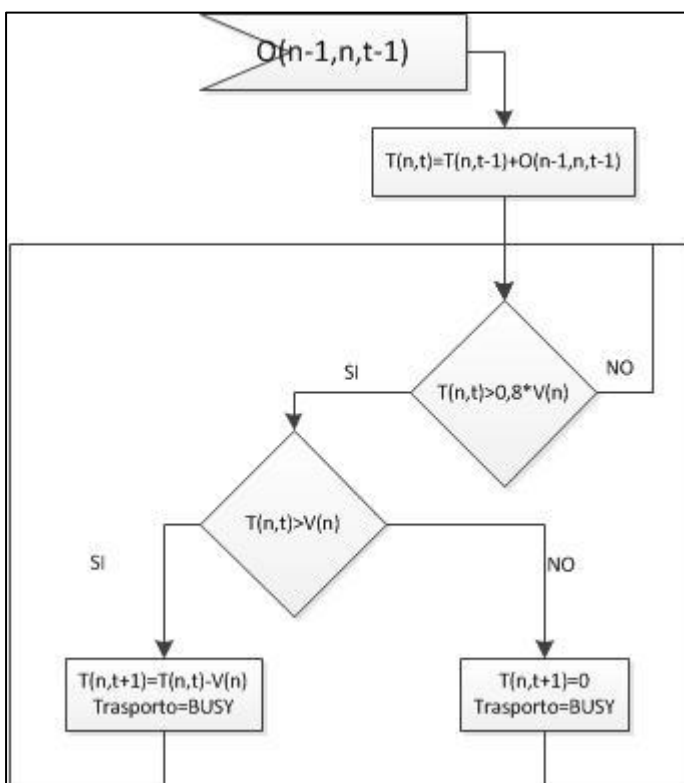 O(n-1,n,t-1)
T(n,t)=T(n,t-1)+O(n-1,n,t-1)
T(n,t)>0,8*V(n)
NO
SI
T(n,t)>V(n)
SI
NO
T(n,t+1)=T(n,t)-V(n)
Trasporto=BUSY
T(n,t+1)=0
Trasporto=BUSY